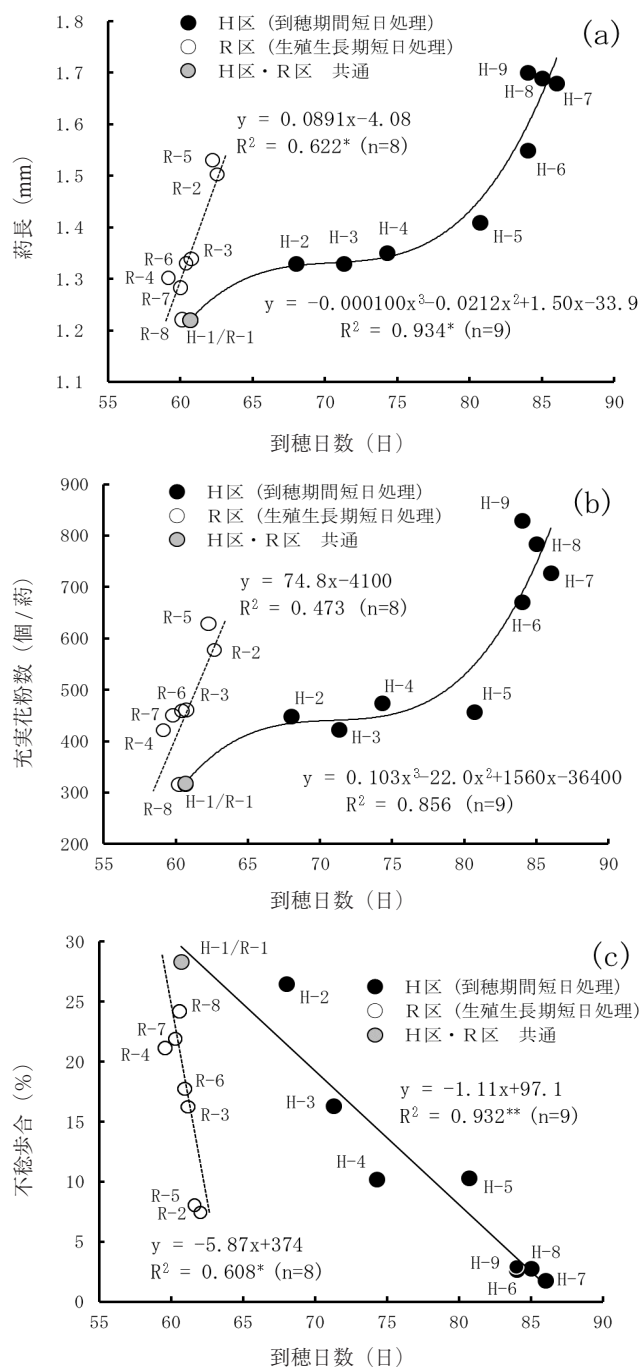 (a)
● H区 (到穂期間短日処理)
○ R区 (生殖生長期短日処理)
H区・R区 共通
y = 0.0891x-4.08
R² = 0.622* (n=8)
H-9
H-8
H-7
H-6
H-5
H-4
H-3
H-2
R-5
R-2
R-6
R-3
R-4
R-7
R-8
H-1/R-1
y = -0.000100x³-0.0212x²+1.50x-33.9
R² = 0.934* (n=9)
1.8
1.7
1.6
1.5
1.4
1.3
1.2
1.1
葯長 (mm)
55 60 65 70 75 80 85 90
到穂日数 (日)
(b)
● H区 (到穂期間短日処理)
○ R区 (生殖生長期短日処理)
H区・R区 共通
y = 74.8x-4100
R² = 0.473 (n=8)
H-9
H-8
H-7
H-6
R-5
R-2
R-6
R-3
R-7
R-4
H-2
H-4
H-3
H-5
R-8
H-1/R-1
y = 0.103x³-22.0x²+1560x-36400
R² = 0.856 (n=9)
900
800
700
600
500
400
300
200
充実花粉数 (個/葯)
55 60 65 70 75 80 85 90
到穂日数 (日)
(c)
H-1/R-1
● H区 (到穂期間短日処理)
○ R区 (生殖生長期短日処理)
H区・R区 共通
H-2
R-8
R-7
R-4
R-6
R-3
H-3
y = -1.11x+97.1
R² = 0.932** (n=9)
H-4
H-5
R-5
R-2
y = -5.87x+374
R² = 0.608* (n=8)
H-9
H-8
H-6
H-7
30
25
20
15
10
5
0
不稔歩合 (%)
55 60 65 70 75 80 85 90
到穂日数 (日)